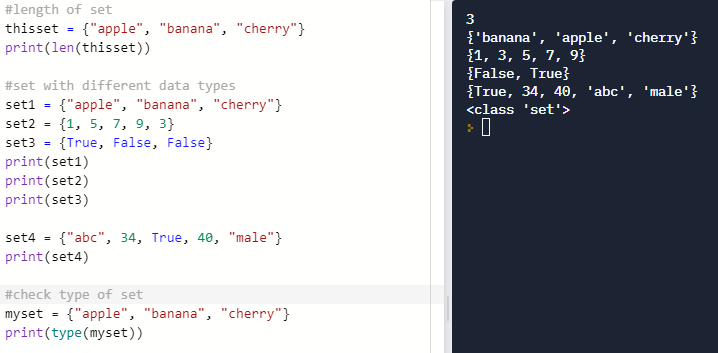 #length of set
thisset = {"apple", "banana", "cherry"}
print(len(thisset))
#set with different data types
set1 = {"apple", "banana", "cherry"}
set2 = {1, 5, 7, 9, 3}
set3 = {True, False, False}
print(set1)
print(set2)
print(set3)
set4 = {"abc", 34, True, 40, "male"}
print(set4)
#check type of set
myset = {"apple", "banana", "cherry"}
print(type(myset))
3
{'banana', 'apple', 'cherry'}
{1, 3, 5, 7, 9}
{False, True}
{True, 34, 40, 'abc', 'male'}
<class 'set'>
>